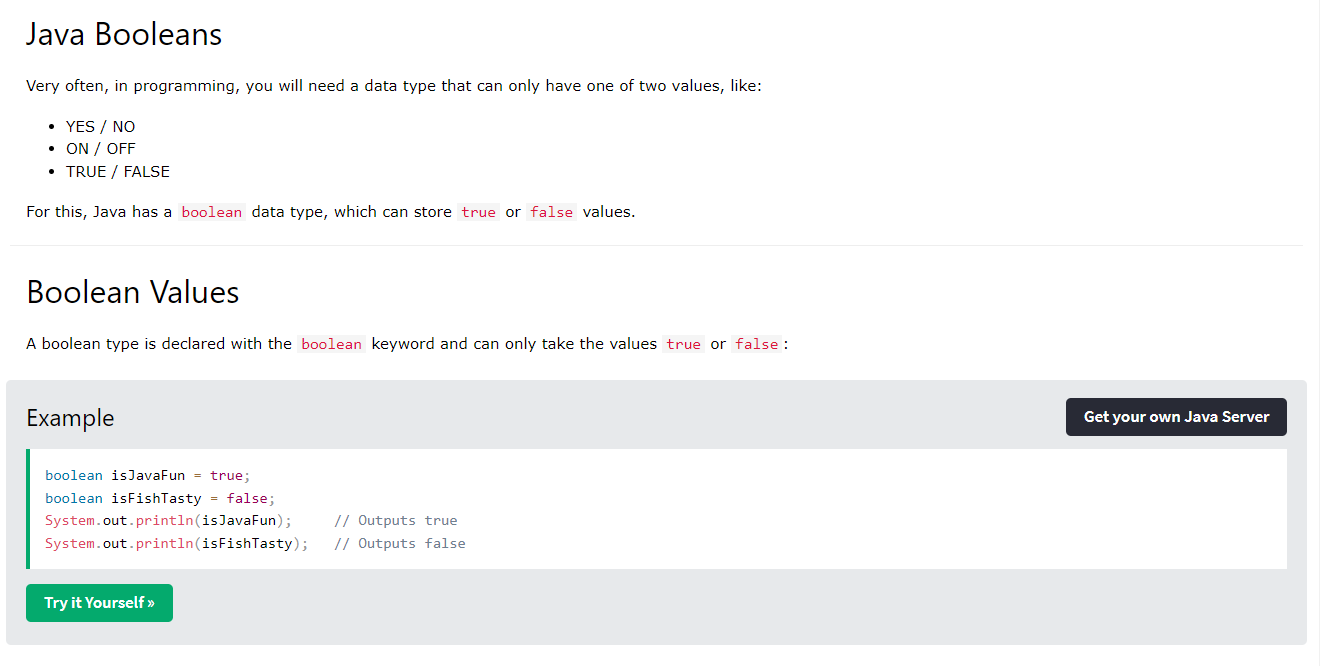 Java Booleans
Very often, in programming, you will need a data type that can only have one of two values, like:
• YES / NO
• ON / OFF
• TRUE / FALSE
For this, Java has a boolean data type, which can store true or false values.
Boolean Values
A boolean type is declared with the boolean keyword and can only take the values true or false:
Example
Get your own Java Server
boolean isJavaFun = true;
boolean isFishTasty = false;
System.out.println(isJavaFun);     // Outputs true
System.out.println(isFishTasty);   // Outputs false
Try it Yourself »